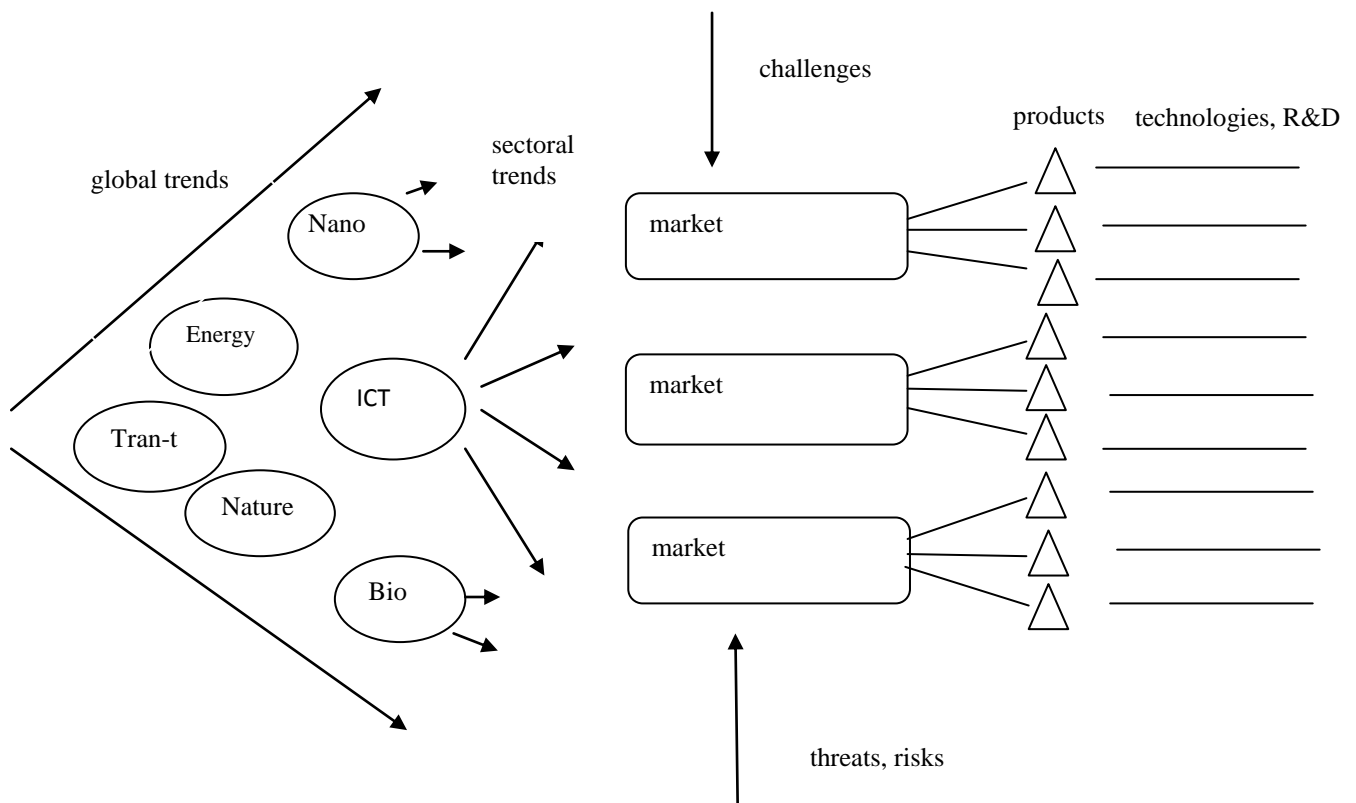 challenges
products
technologies, R&D
sectoral
trends
global trends
Nano
market
Energy
ICT
market
Tran-t
Nature
market
Bio
threats, risks